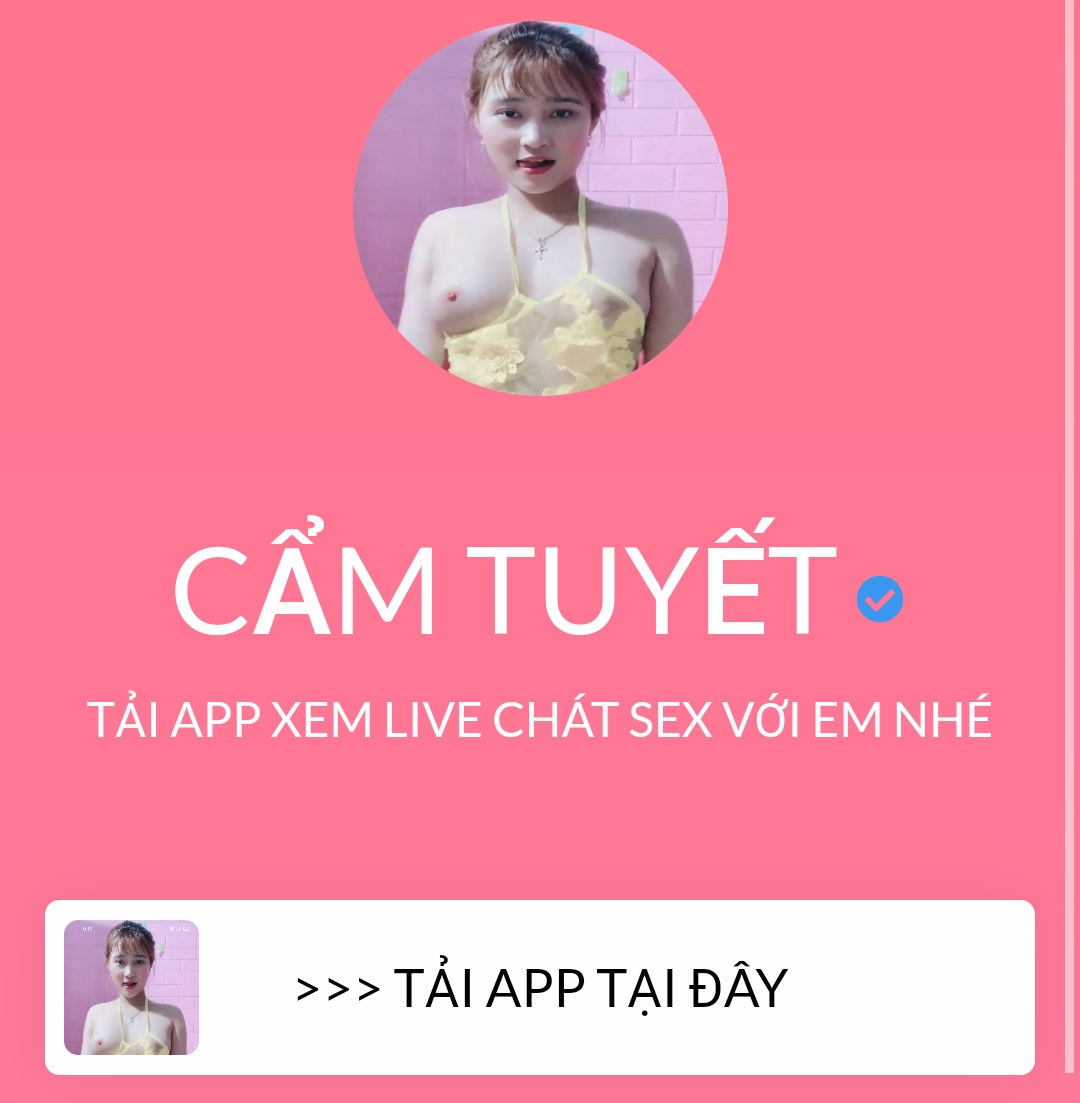 CẨM TUYẾT
TẢI APP XEM LIVE CHÁT SEX VỚI EM NHÉ
>>> TẢI APP TẠI ĐÂY